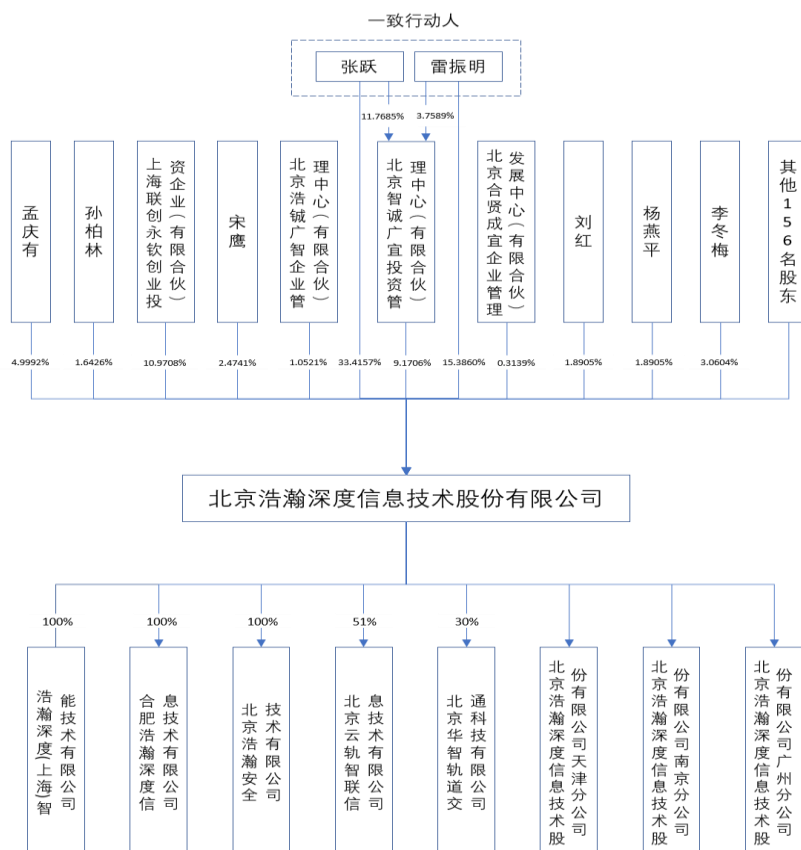 一致行动人
张跃
雷振明
11.7685%
3.7589%
孟庆有
孙柏林
上海联创永钦创业投
资企业(有限合伙)
宋鹰
北京浩铖广智企业管
理中心(有限合伙)
北京智诚广宜投资管
理中心(有限合伙)
北京合贤成宜企业管理
发展中心(有限合伙)
刘红
杨燕平
李冬梅
其他156名股东
4.9992%
1.6426%
10.9708%
2.4741%
1.0521%
33.4157%
9.1706%
15.3860%
0.3139%
1.8905%
1.8905%
3.0604%
北京浩瀚深度信息技术股份有限公司
100%
100%
100%
51%
30%
浩瀚深度(上海)智
能技术有限公司
合肥浩瀚深度信
息技术有限公司
北京浩瀚安全
技术有限公司
北京云轨智联信
息技术有限公司
北京华智轨道交
通科技有限公司
北京浩瀚深度信息技术股
份有限公司天津分公司
北京浩瀚深度信息技术股
份有限公司南京分公司
北京浩瀚深度信息技术股
份有限公司广州分公司